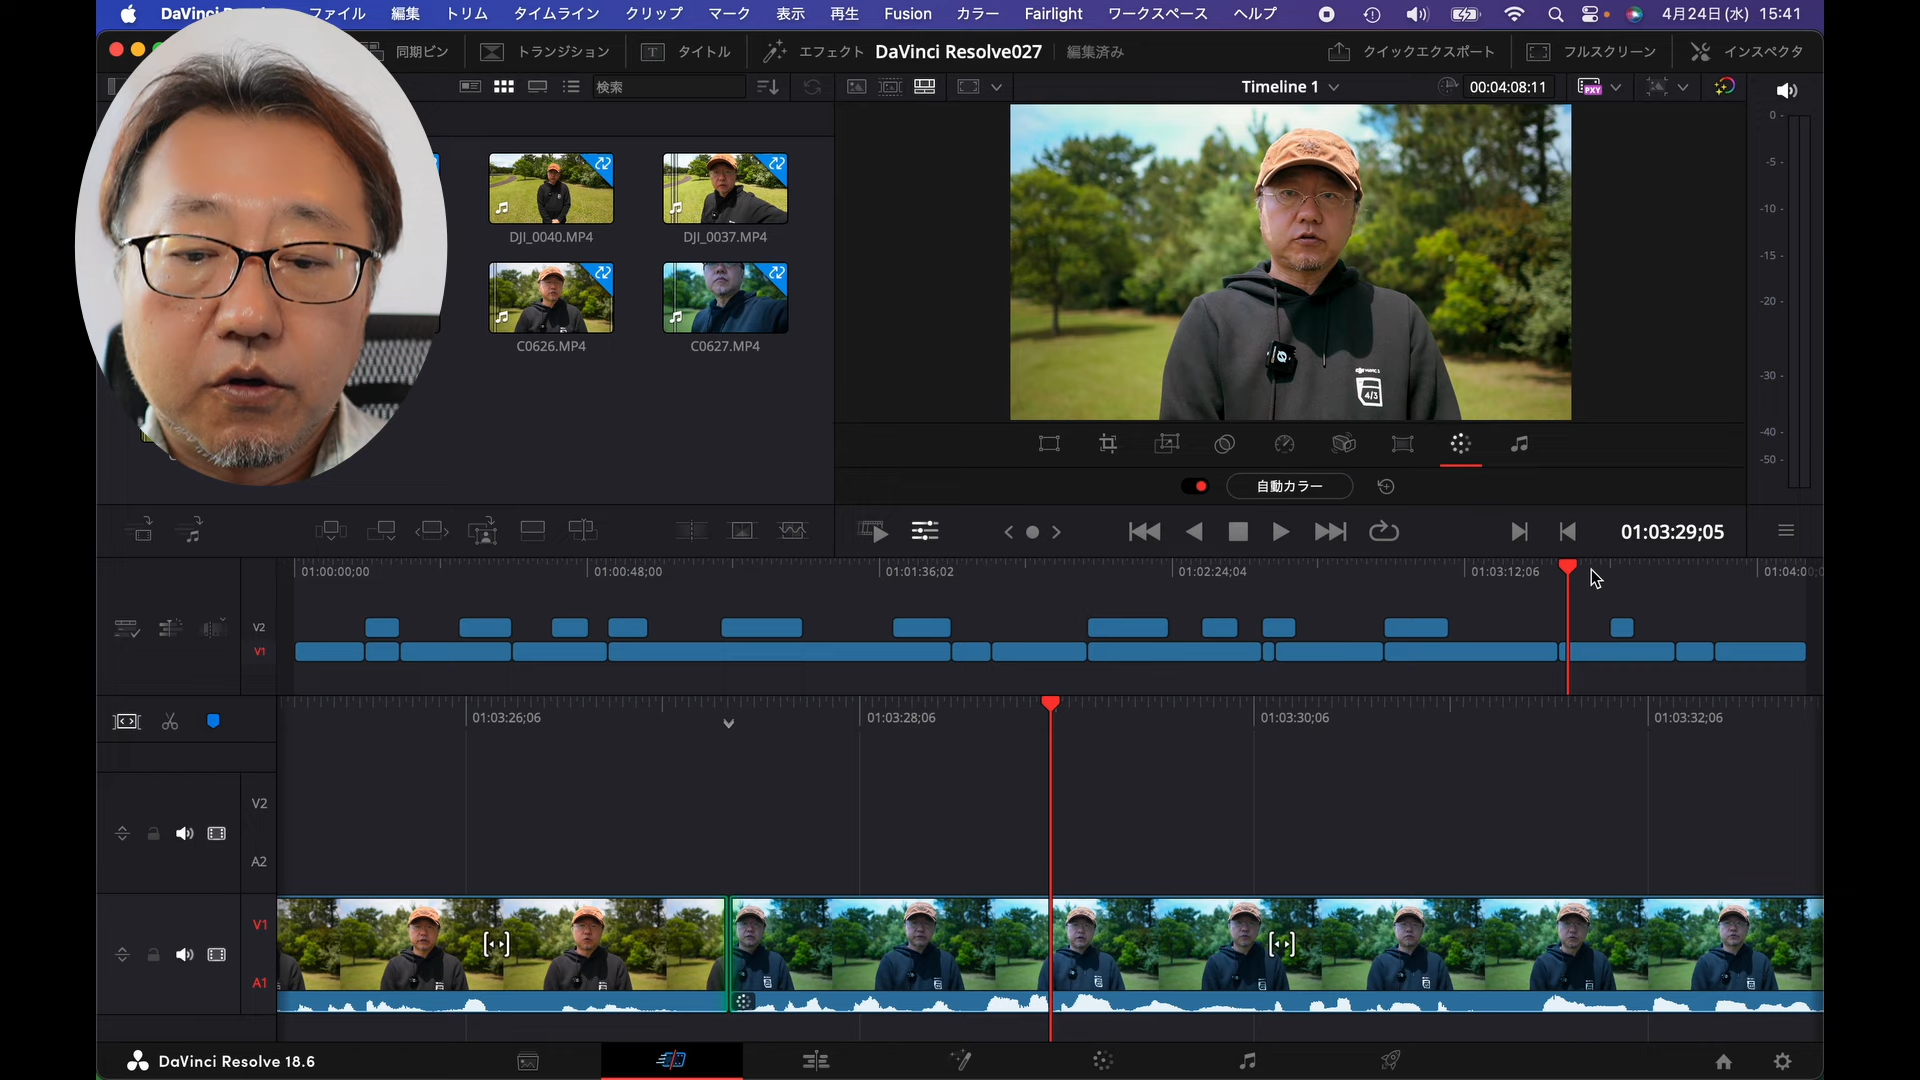 DaVinci R
ファイル 編集 トリム タイムライン クリップ マーク 表示 再生 Fusion カラー Fairlight ワークスペース ヘルプ 4月24日(水) 15:41
同期ビン トランジション T タイトル エフェクト DaVinci Resolve027 編集済み クイックエクスポート フルスクリーン インスペクタ
検索 Timeline 1 00:04:08:11 PXY
0
-5
-10
-15
-20
-30
-40
-50
DJI_0040.MP4 DJI_0037.MP4
C0626.MP4 C0627.MP4
4/3
自動カラー
01:03:29;05
01:00:00;00 01:00:48;00 01:01:36;02 01:02:24;04 01:03:12;06 01:04:0
V2
V1
01:03:26;06 01:03:28;06 01:03:30;06 01:03:32;06
V2
A2
V1
A1
DaVinci Resolve 18.6